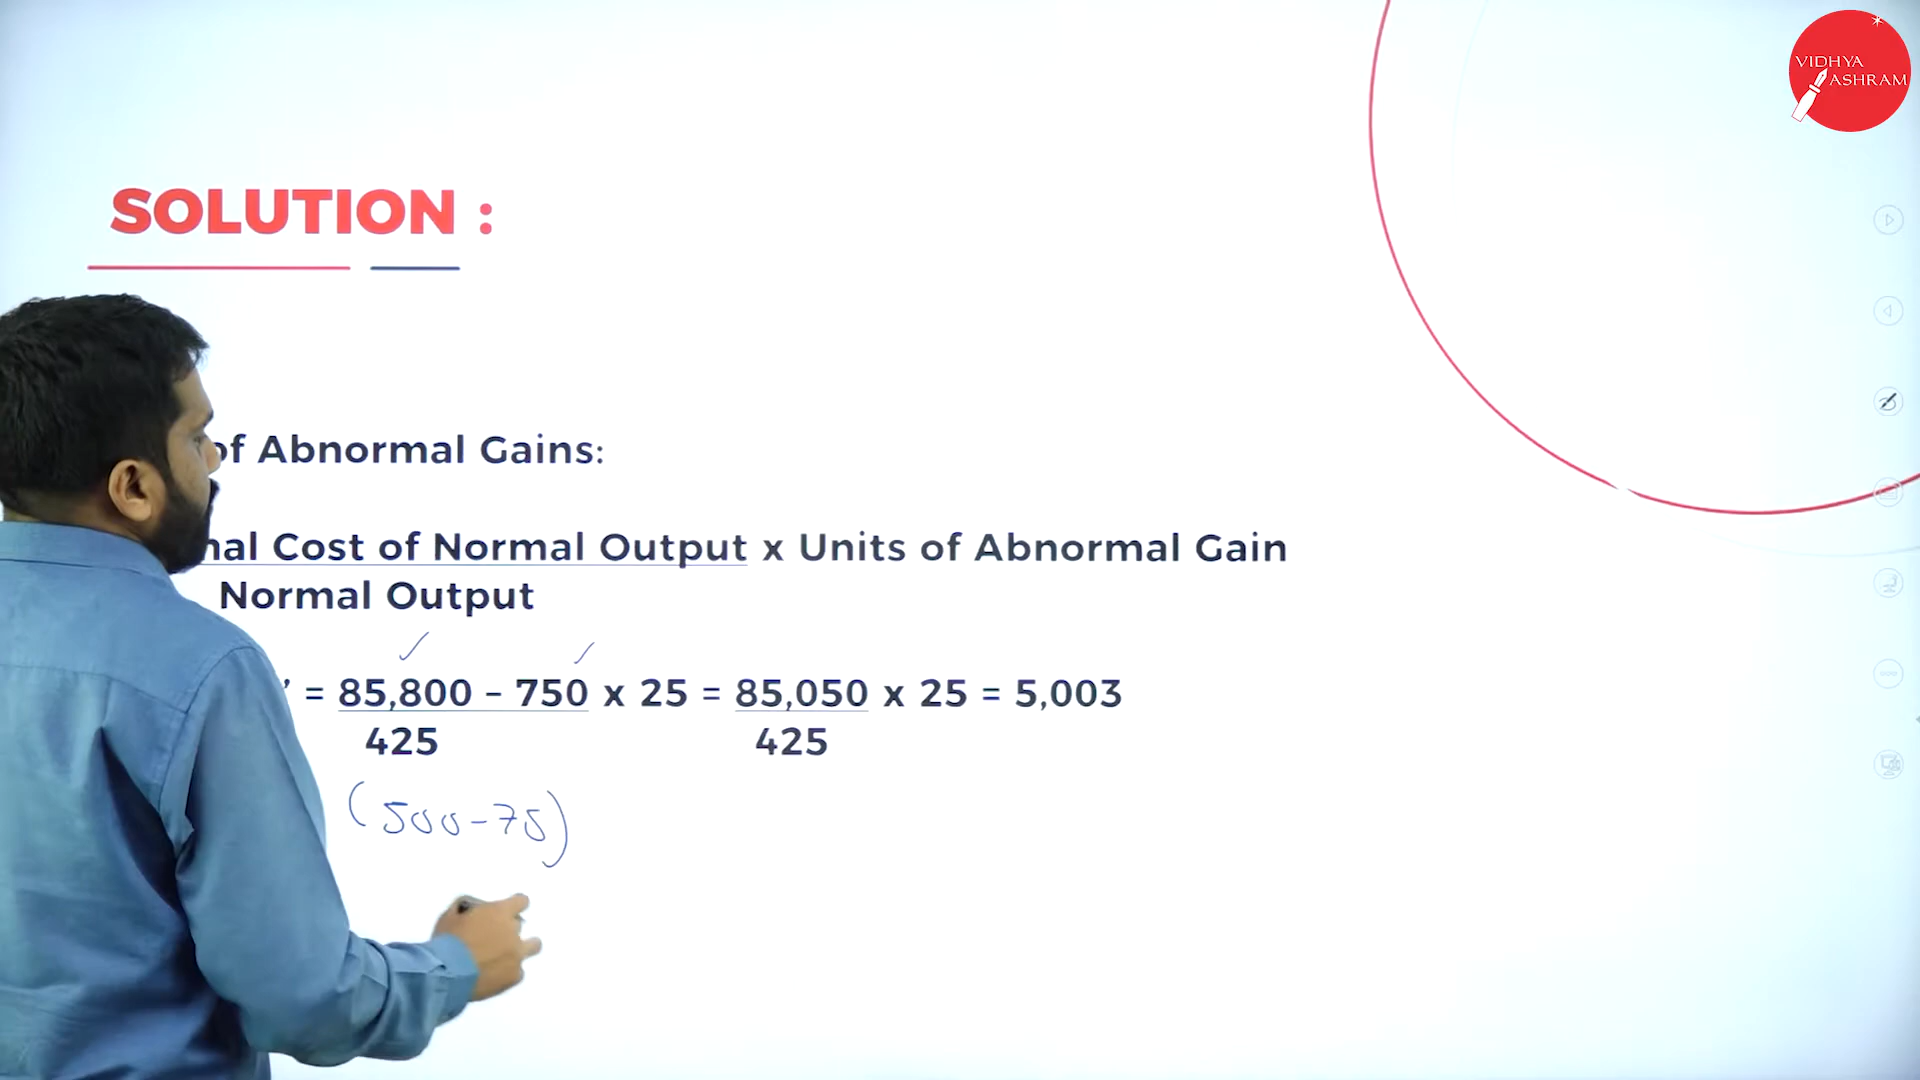 VIDHYA
ASHRAM
SOLUTION :
of Abnormal Gains:
Cost of Normal Output x Units of Abnormal Gain
Normal Output
= 85,800 – 750 x 25 = 85,050 x 25 = 5,003
425 425
(500-75)